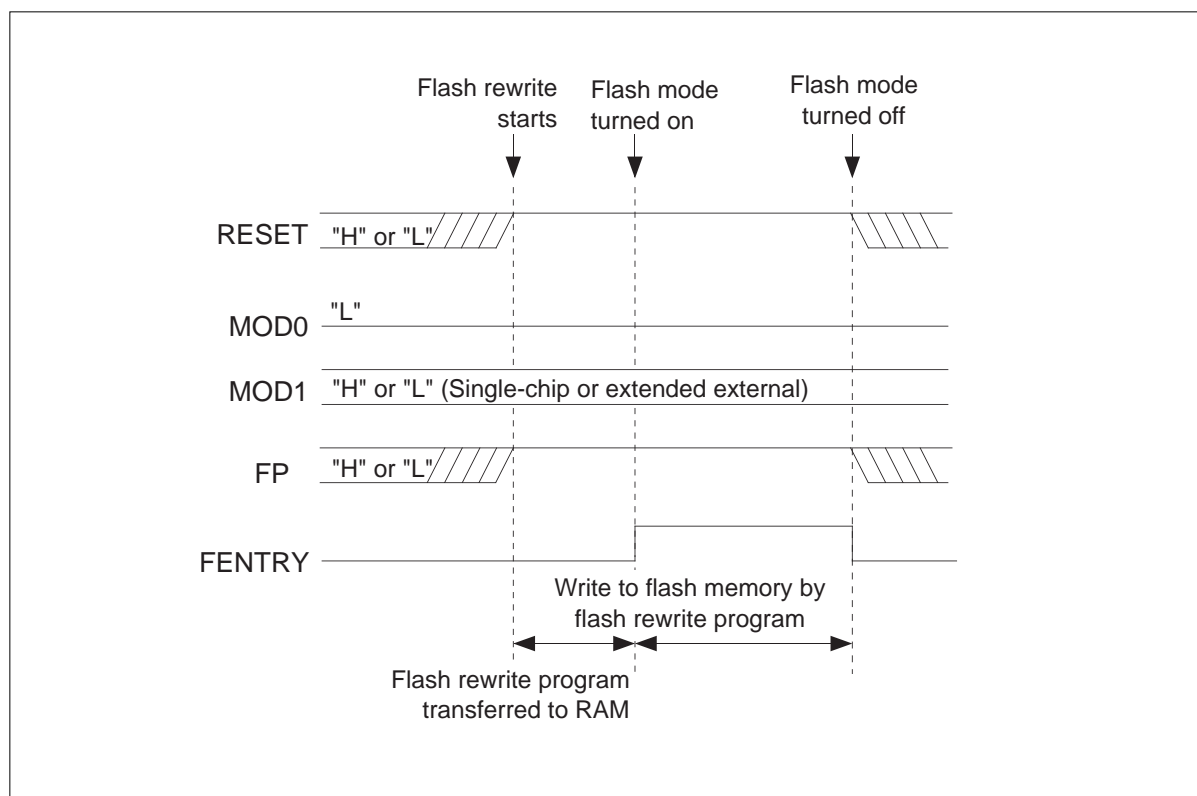 Flash rewrite
starts
Flash mode
turned on
Flash mode
turned off
RESET
"H" or "L"
"L"
MOD0
MOD1
"H" or "L" (Single-chip or extended external)
FP
"H" or "L"
FENTRY
Write to flash memory by
flash rewrite program
Flash rewrite program
transferred to RAM